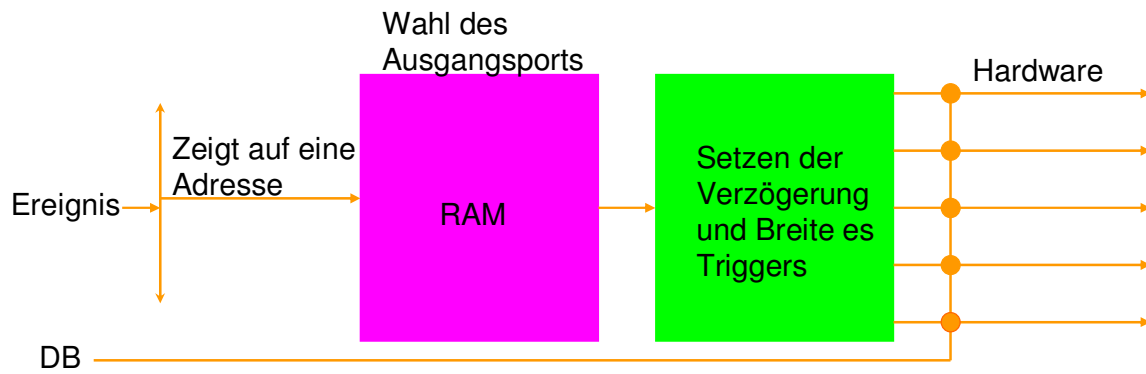 Wahl des
Ausgangsports
Hardware
Zeigt auf eine
Adresse
Ereignis
RAM
Setzen der
Verzögerung
und Breite es
Triggers
DB